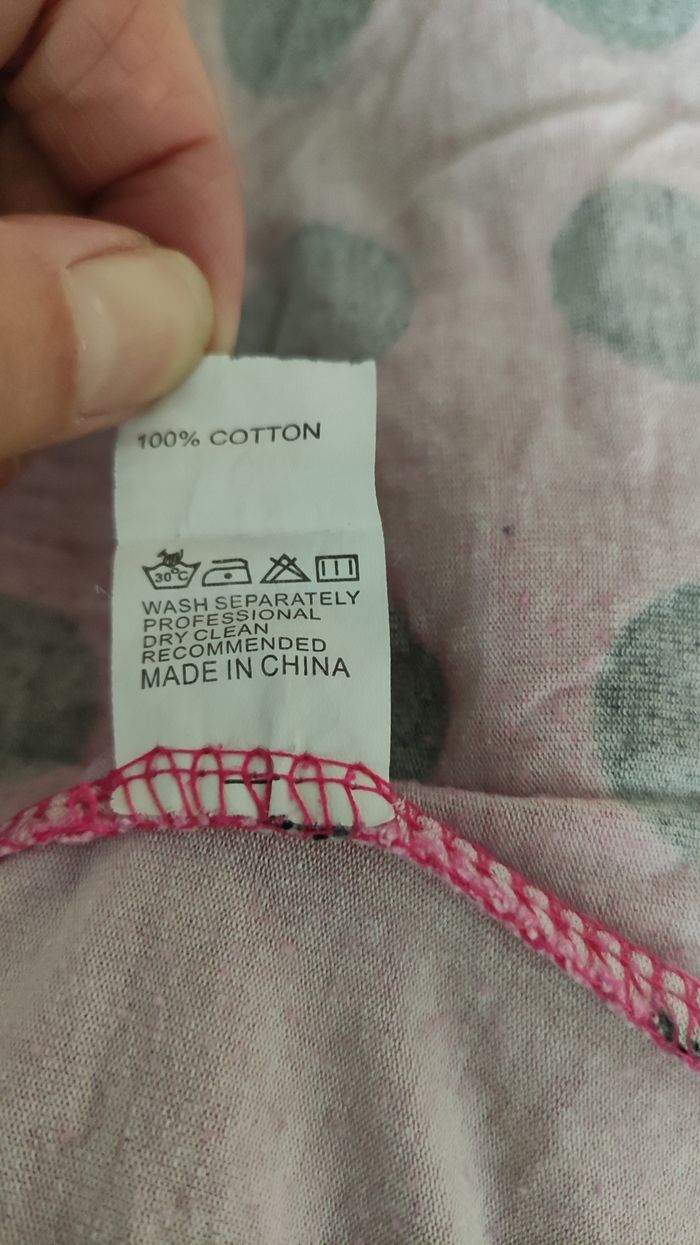 100% COTTON
30°C
WASH SEPARATELY
PROFESSIONAL
DRY CLEAN
RECOMMENDED
MADE IN CHINA